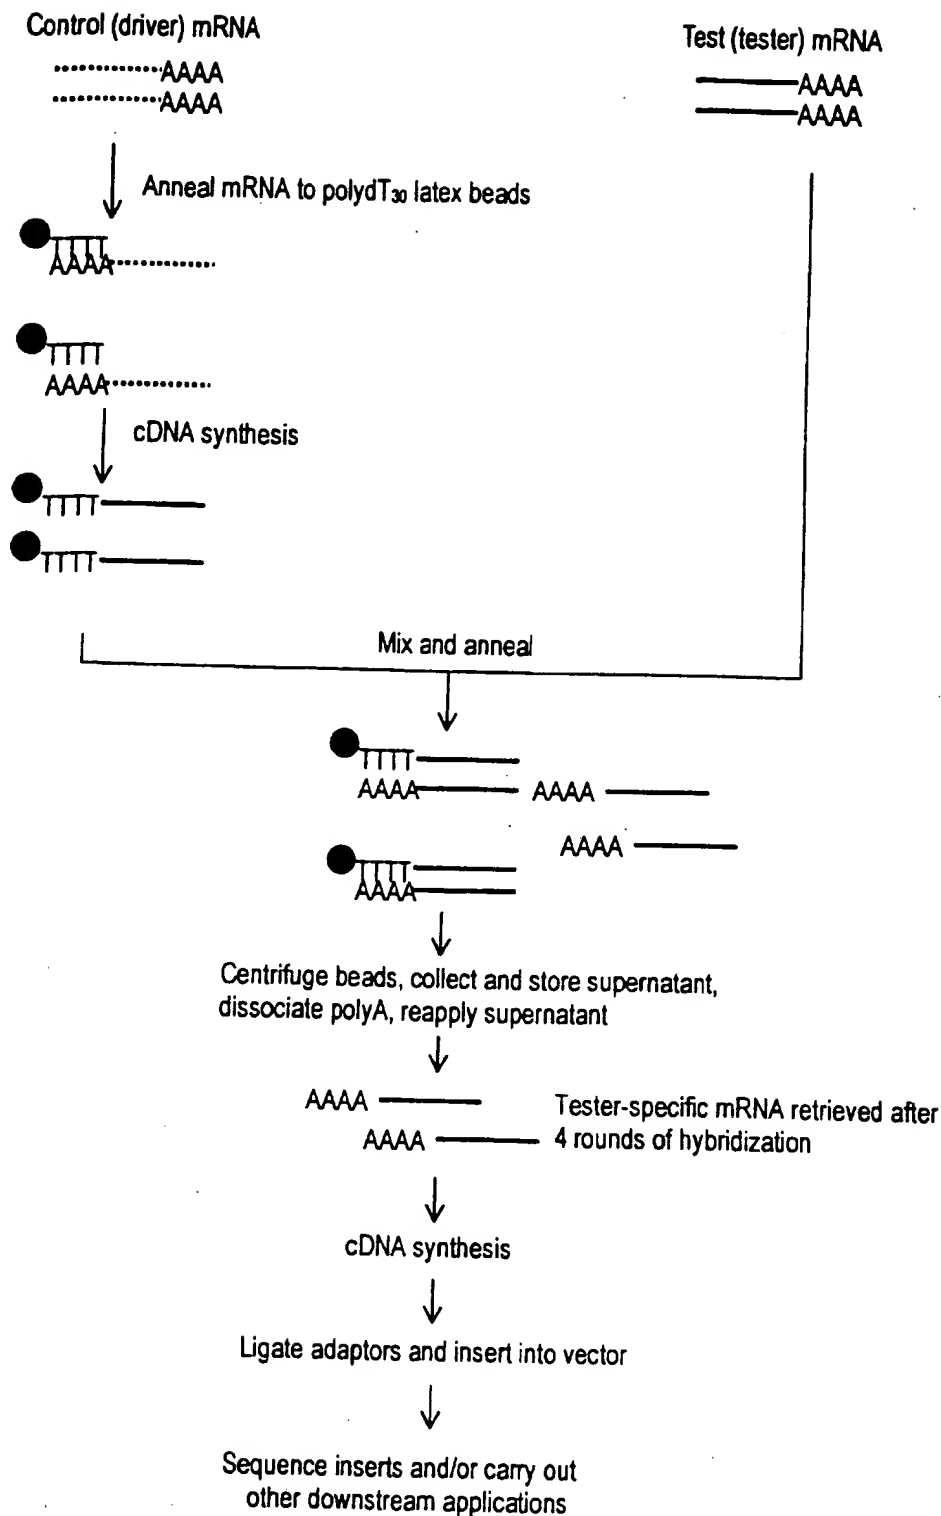 Control (driver) mRNA
Test (tester) mRNA
AAAA
AAAA
AAAA
AAAA
Anneal mRNA to polydT₃₀ latex beads
TTTT
AAAA
TTTT
AAAA
cDNA synthesis
TTTT
TTTT
Mix and anneal
TTTT
AAAA AAAA
AAAA
TTTT
AAAA
Centrifuge beads, collect and store supernatant,
dissociate polyA, reapply supernatant
AAAA
AAAA
Tester-specific mRNA retrieved after
4 rounds of hybridization
cDNA synthesis
Ligate adaptors and insert into vector
Sequence inserts and/or carry out
other downstream applications